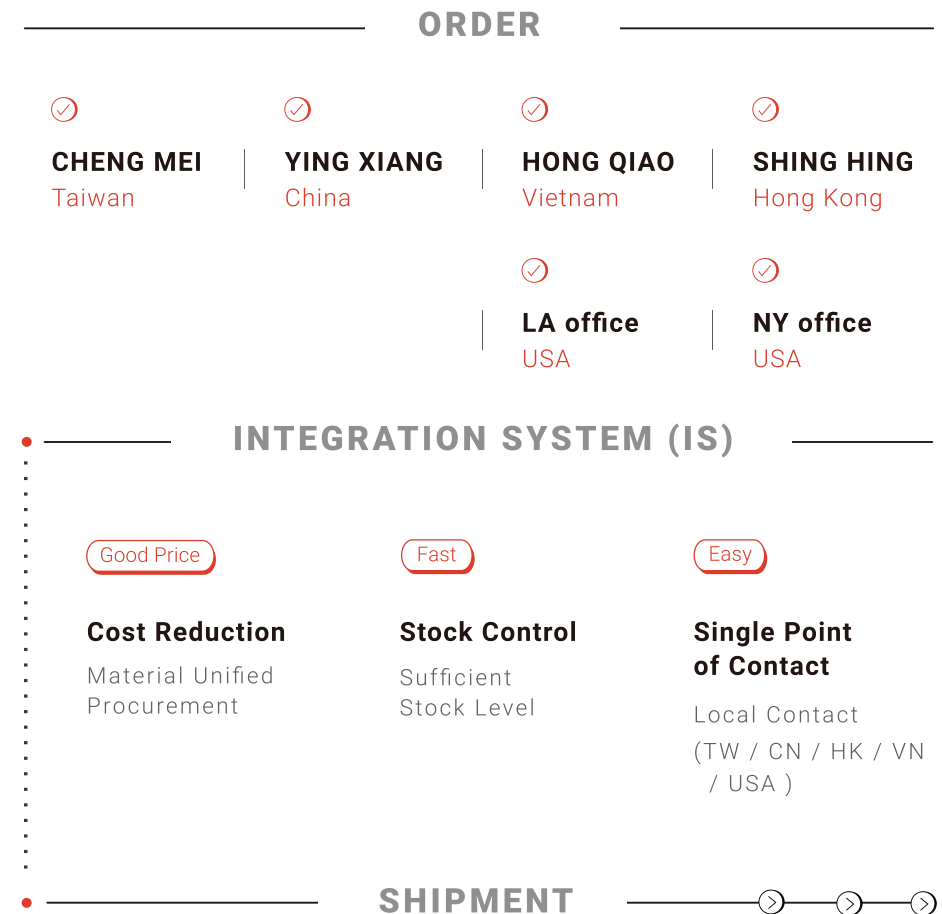 ORDER
CHENG MEI
Taiwan
YING XIANG
China
HONG QIAO
Vietnam
SHING HING
Hong Kong
LA office
USA
NY office
USA
INTEGRATION SYSTEM (IS)
Good Price
Cost Reduction
Material Unified
Procurement
Fast
Stock Control
Sufficient
Stock Level
Easy
Single Point
of Contact
Local Contact
(TW / CN / HK / VN
/ USA )
SHIPMENT